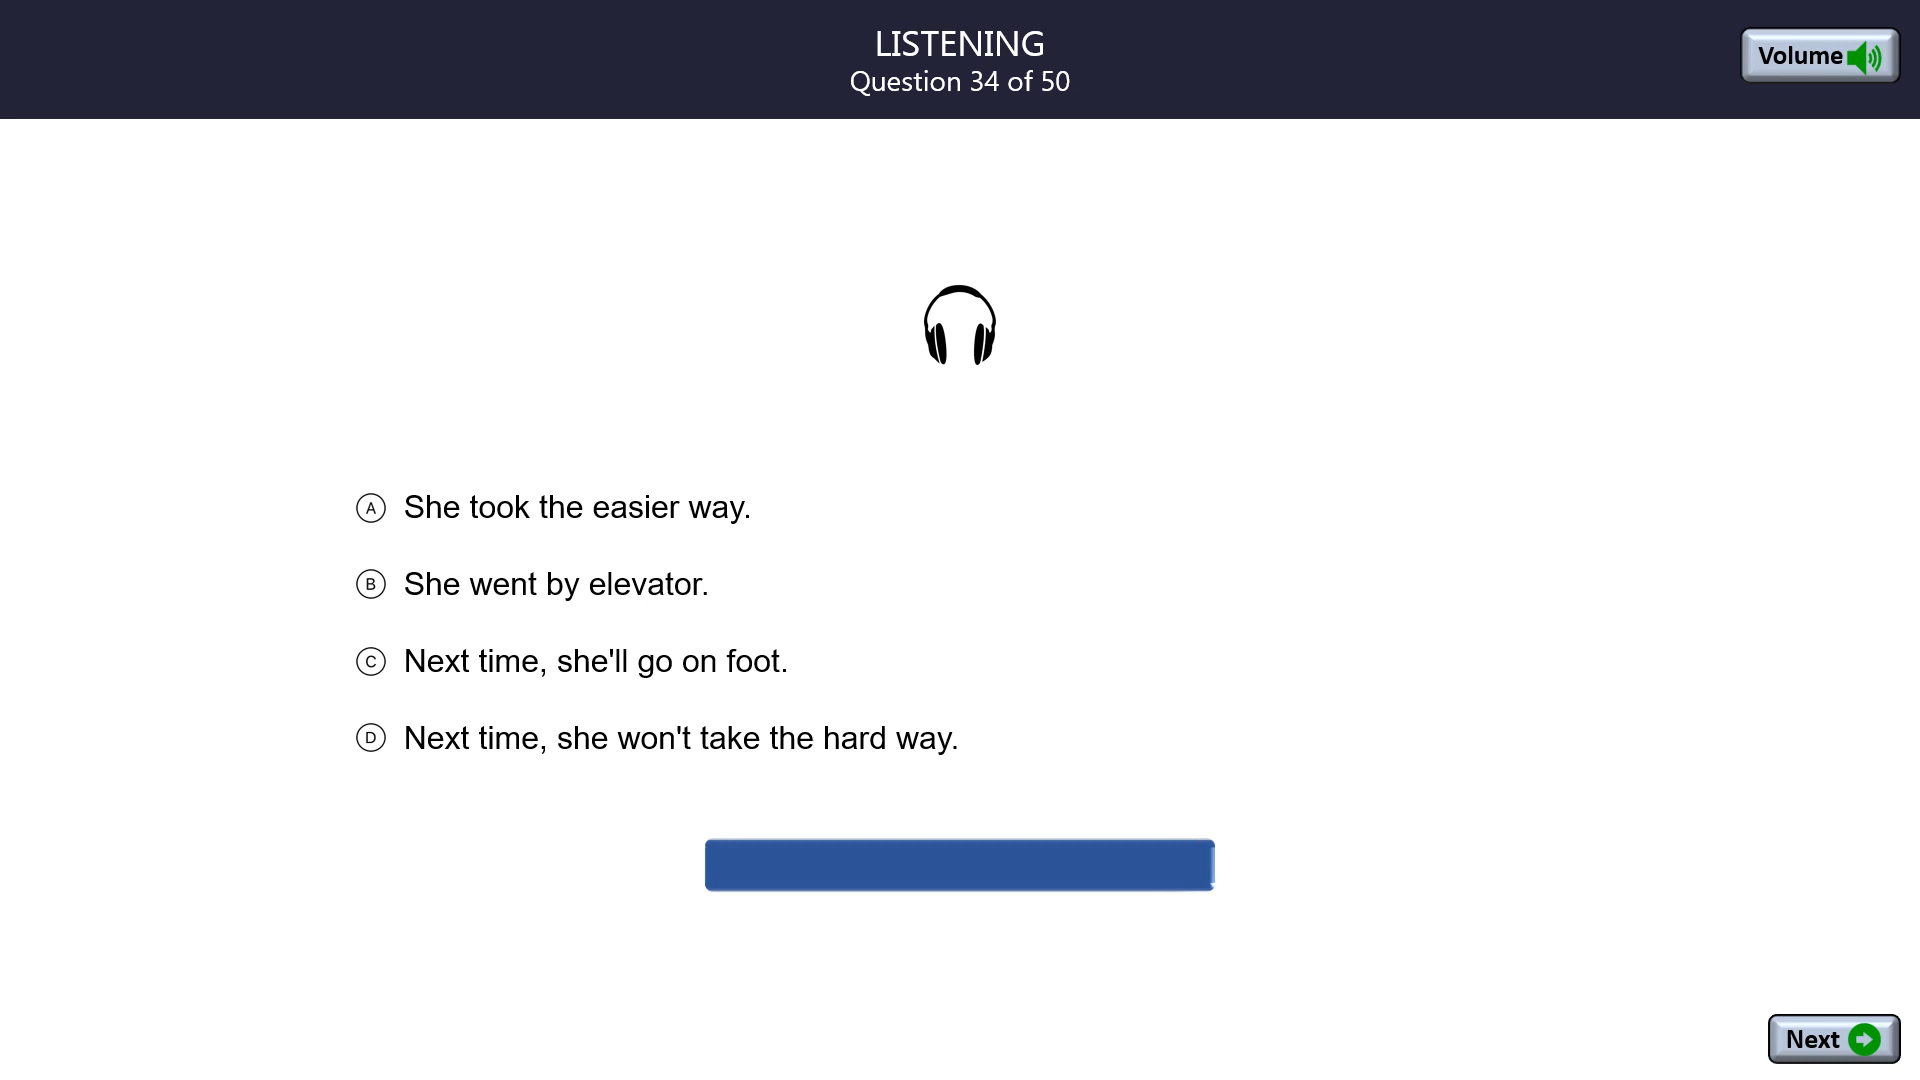 LISTENING
Question 34 of 50
Volume
A She took the easier way.
B She went by elevator.
C Next time, she'll go on foot.
D Next time, she won't take the hard way.
Next